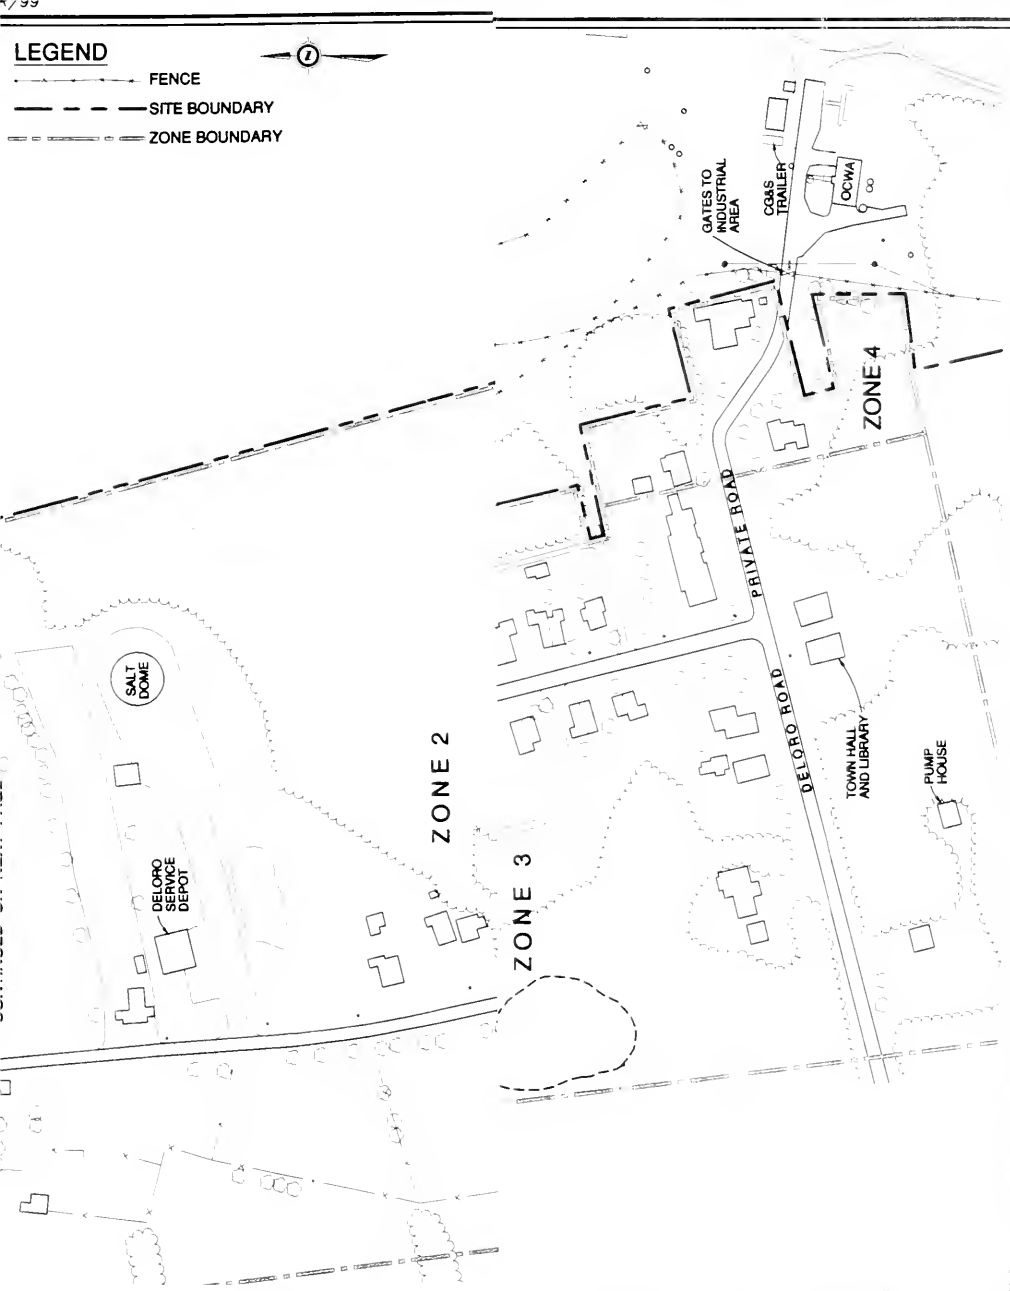 /99
LEGEND
FENCE
SITE BOUNDARY
ZONE BOUNDARY
Z
GATES TO
INDUSTRIAL
AREA
CG&S
TRAILER
OCWA
ZONE 4
PRIVATE ROAD
SALT
DOME
DELORO ROAD
TOWN HALL
AND LIBRARY
PUMP
HOUSE
ZONE 2
ZONE 3
DELORO
SERVICE
DEPOT